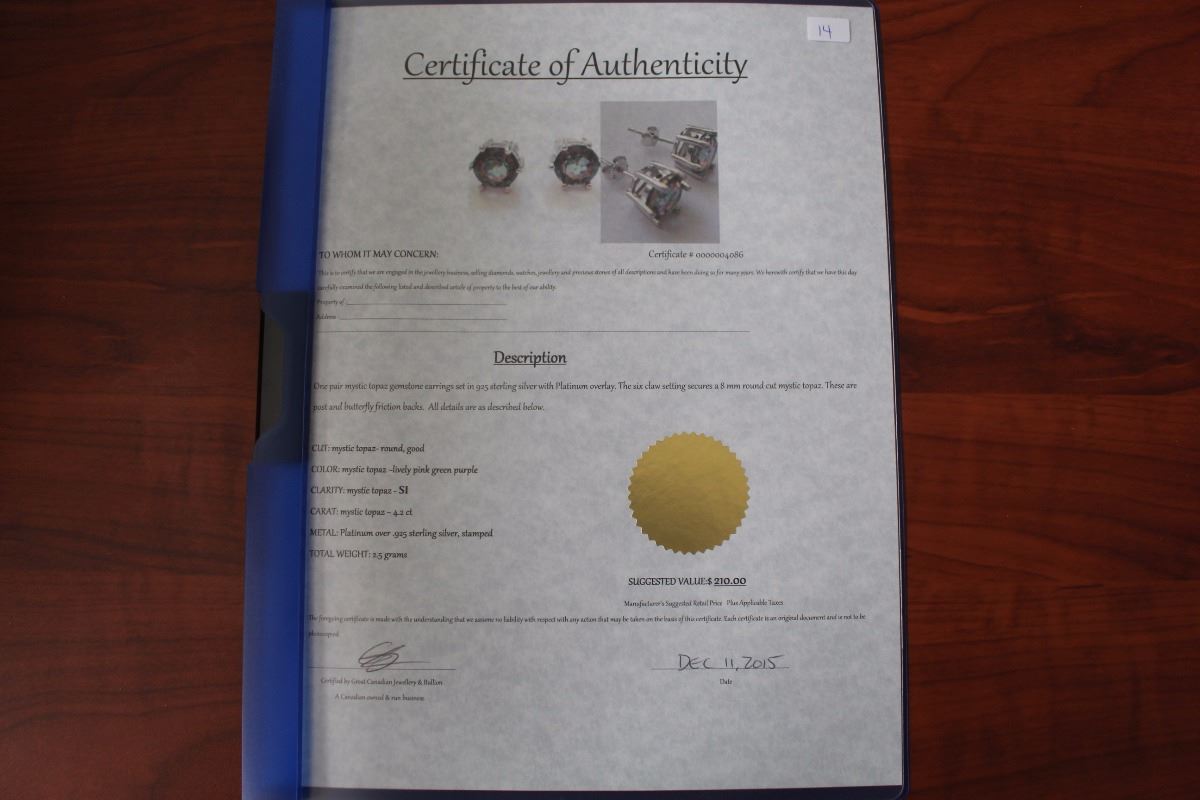 14
Certificate of Authenticity
TO WHOM IT MAY CONCERN:
Certificate # 0000004086
This is to certify that we are engaged in the jewellery business, selling diamonds, watches, jewellery and precious stones of all descriptions and have been doing so for many years. We herewith certify that we have this day
carefully examined the following listed and described article of property to the best of our ability.
Property of:
Address
Description
One pair mystic topaz gemstone earrings set in 925 sterling silver with Platinum overlay. The six claw setting secures a 8 mm round cut mystic topaz. These are
post and butterfly friction backs. All details are as described below.
CUT: mystic topaz- round, good
COLOR: mystic topaz –lively pink green purple
CLARITY: mystic topaz – SI
CARAT: mystic topaz – 4.2 ct
METAL: Platinum over .925 sterling silver, stamped
TOTAL WEIGHT: 2.5 grams
SUGGESTED VALUE:$ 210.00
Manufacturer's Suggested Retail Price Plus Applicable Taxes
The foregoing certificate is made with the understanding that we assume no liability with respect with any action that may be taken on the basis of this certificate. Each certificate is an original document and is not to be
photocopied
DEC 11, 2015
Certified by Great Canadian Jewellery & Bullion
Date
A Canadian owned & run business